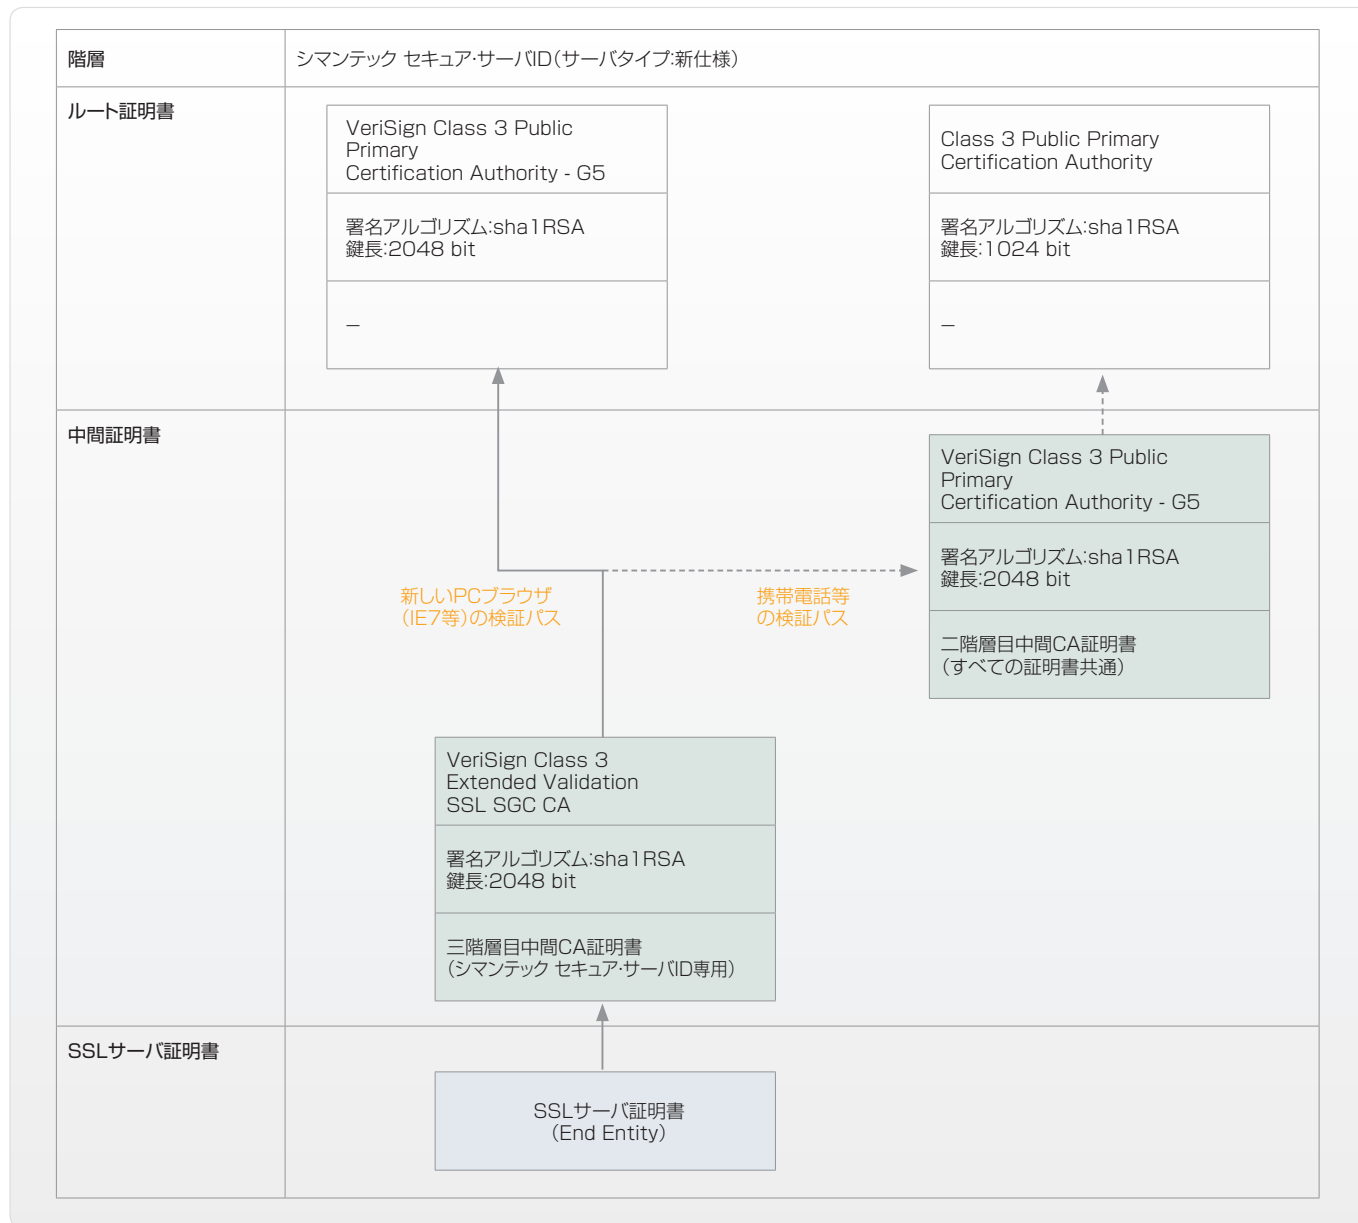 階層
シマンテック セキュア・サーバID（サーバタイプ:新仕様）
ルート証明書
VeriSign Class 3 Public
Primary
Certification Authority - G5
署名アルゴリズム:sha1RSA
鍵長:2048 bit
－
Class 3 Public Primary
Certification Authority
署名アルゴリズム:sha1RSA
鍵長:1024 bit
－
中間証明書
VeriSign Class 3 Public
Primary
Certification Authority - G5
署名アルゴリズム:sha1RSA
鍵長:2048 bit
二階層目中間CA証明書
（すべての証明書共通）
新しいPCブラウザ
（IE7等）の検証パス
携帯電話等
の検証パス
VeriSign Class 3
Extended Validation
SSL SGC CA
署名アルゴリズム:sha1RSA
鍵長:2048 bit
三階層目中間CA証明書
（シマンテック セキュア・サーバID専用）
SSLサーバ証明書
SSLサーバ証明書
（End Entity）